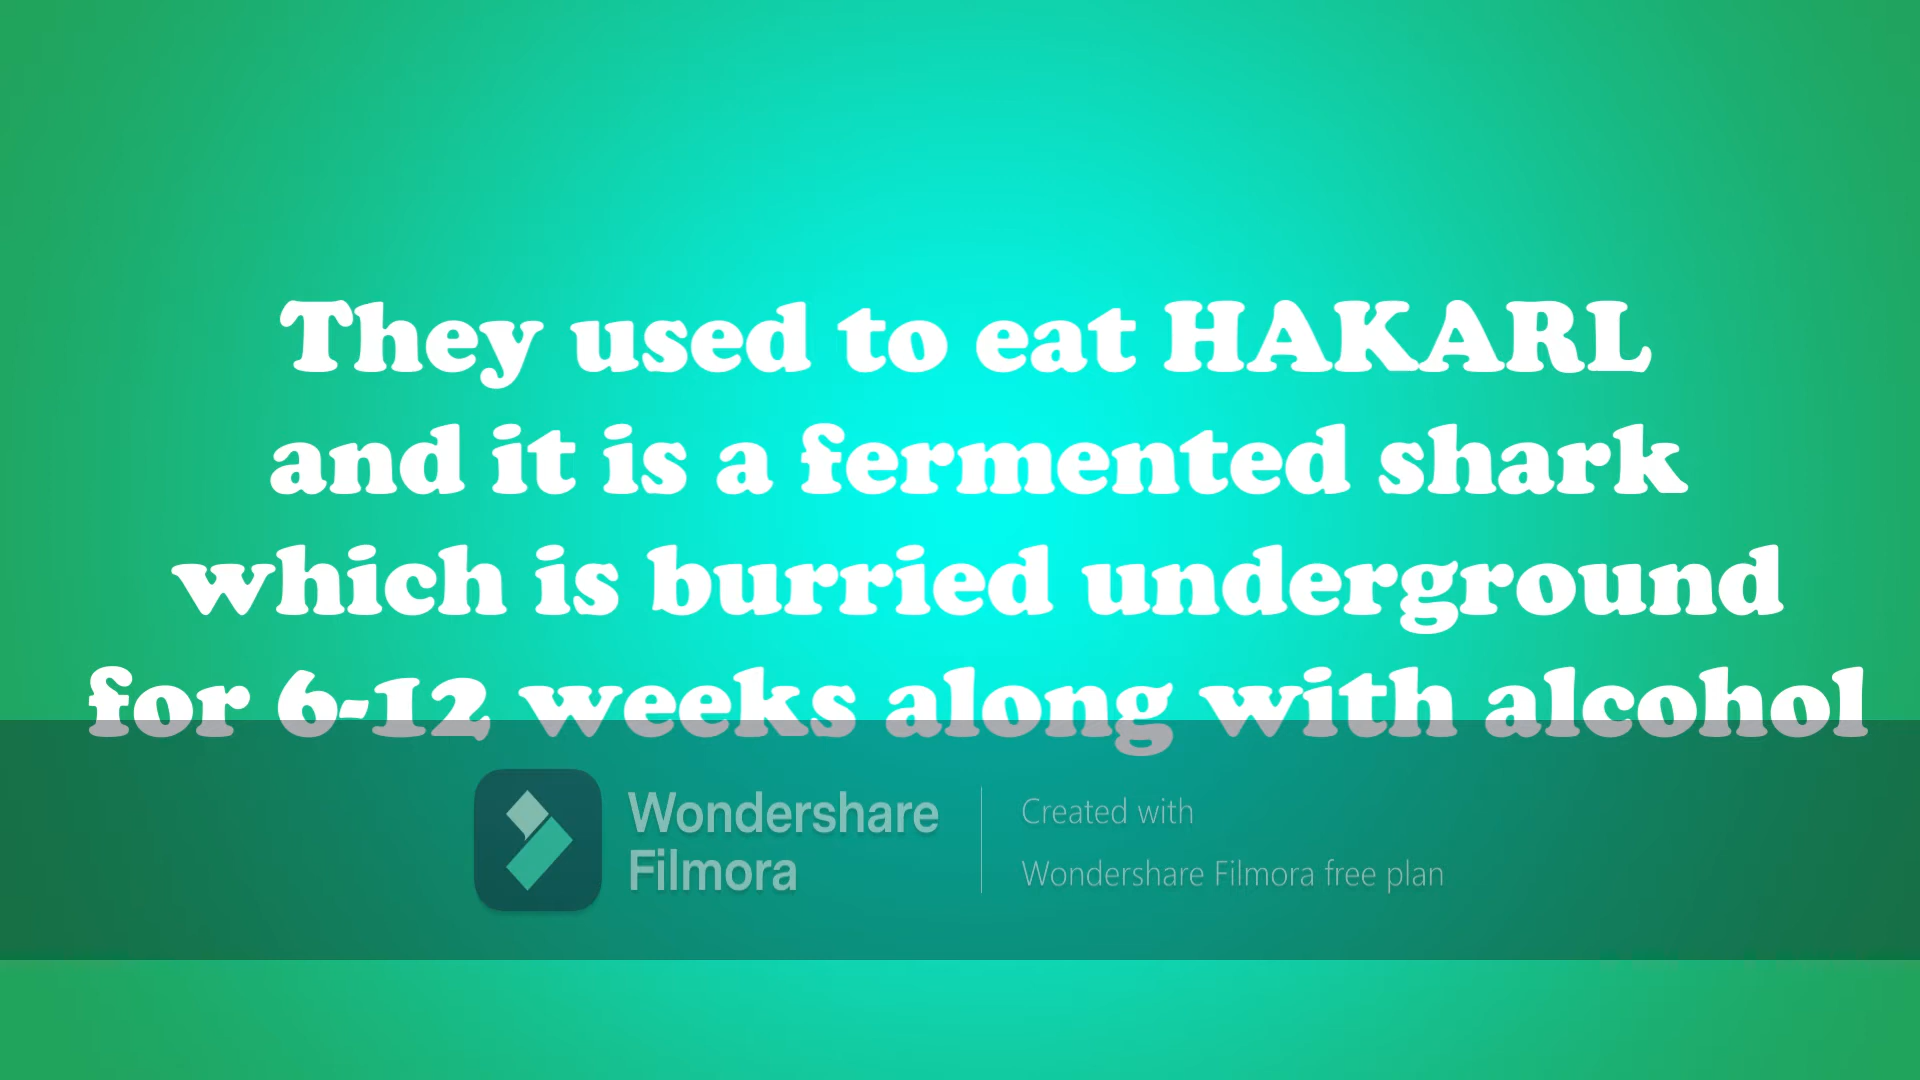 They used to eat HAKARL
and it is a fermented shark
which is burried underground
for 6-12 weeks along with alcohol
Wondershare
Filmora
Created with
Wondershare Filmora free plan